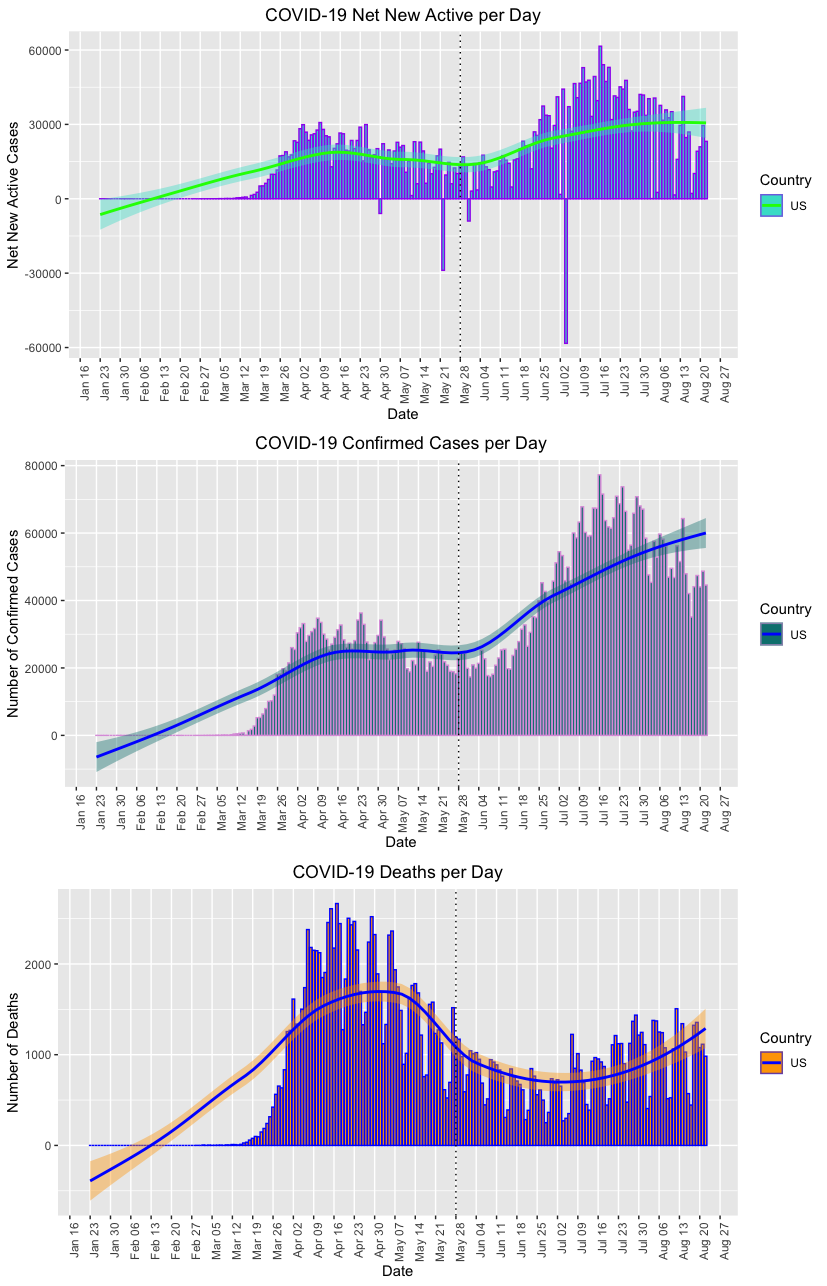 COVID-19 Net New Active per Day
Net New Active Cases
60000
30000
0
-30000
-60000
Jan 16
Jan 23
Jan 30
Feb 06
Feb 13
Feb 20
Feb 27
Mar 05
Mar 12
Mar 19
Mar 26
Apr 02
Apr 09
Apr 16
Apr 23
Apr 30
May 07
May 14
May 21
May 28
Jun 04
Jun 11
Jun 18
Jun 25
Jul 02
Jul 09
Jul 16
Jul 23
Jul 30
Aug 06
Aug 13
Aug 20
Aug 27
Date
Country
US
COVID-19 Confirmed Cases per Day
Number of Confirmed Cases
80000
60000
40000
20000
0
Jan 16
Jan 23
Jan 30
Feb 06
Feb 13
Feb 20
Feb 27
Mar 05
Mar 12
Mar 19
Mar 26
Apr 02
Apr 09
Apr 16
Apr 23
Apr 30
May 07
May 14
May 21
May 28
Jun 04
Jun 11
Jun 18
Jun 25
Jul 02
Jul 09
Jul 16
Jul 23
Jul 30
Aug 06
Aug 13
Aug 20
Aug 27
Date
Country
US
COVID-19 Deaths per Day
Number of Deaths
2000
1000
0
Jan 16
Jan 23
Jan 30
Feb 06
Feb 13
Feb 20
Feb 27
Mar 05
Mar 12
Mar 19
Mar 26
Apr 02
Apr 09
Apr 16
Apr 23
Apr 30
May 07
May 14
May 21
May 28
Jun 04
Jun 11
Jun 18
Jun 25
Jul 02
Jul 09
Jul 16
Jul 23
Jul 30
Aug 06
Aug 13
Aug 20
Aug 27
Date
Country
US